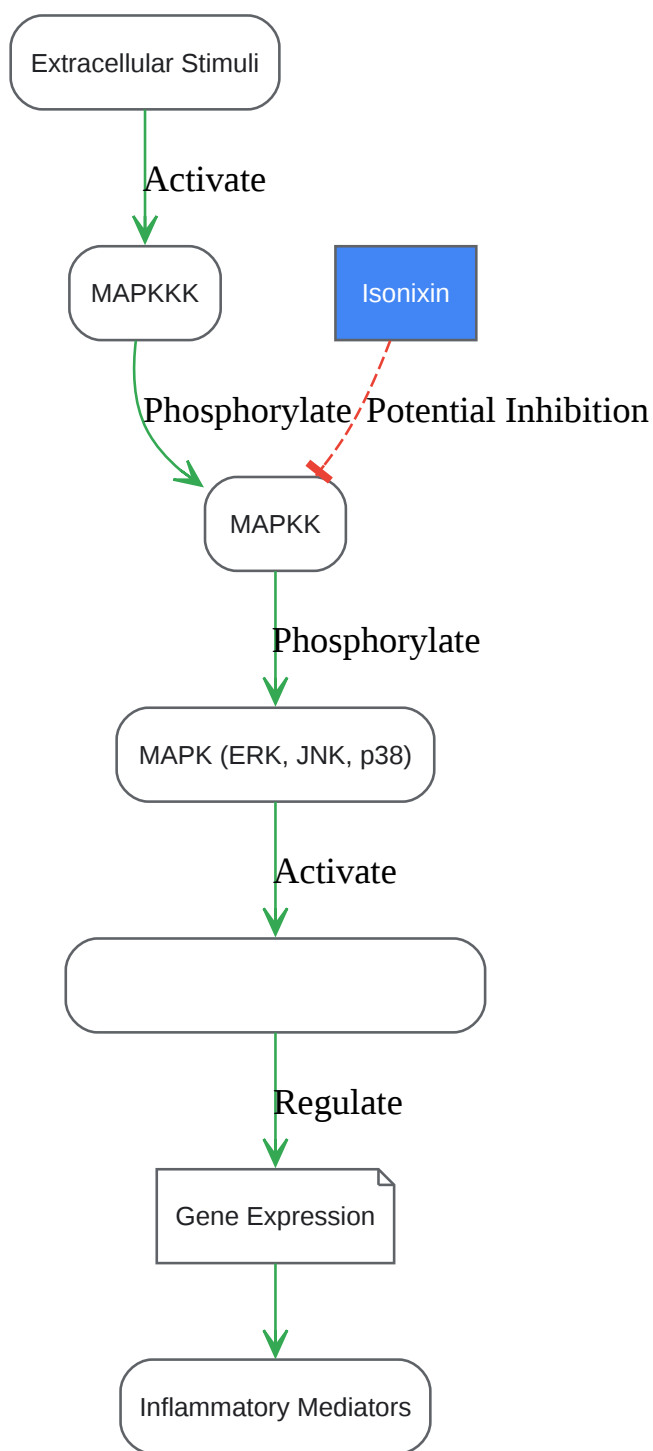 Extracellular Stimuli
Activate
MAPKKK
Isonixin
Phosphorylate
Potential Inhibition
MAPKK
Phosphorylate
MAPK (ERK, JNK, p38)
Activate
Regulate
Gene Expression
Inflammatory Mediators